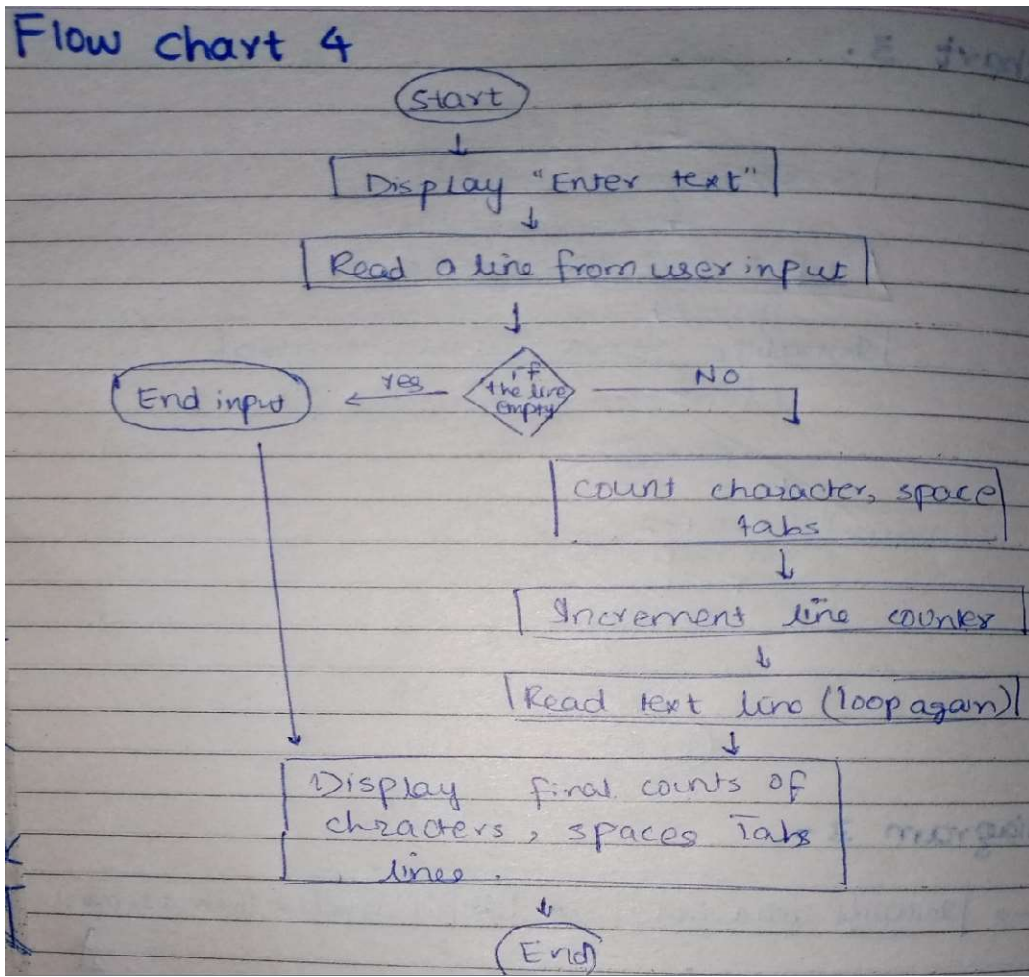 Flow chart 4
Start
Display "Enter text"
Read a line from user input
if
the line
empty
Yes
NO
End input
count character, space
tabs
Increment line counter
Read text line (loop again)
Display final counts of
chracters, spaces Tabs
lines.
End